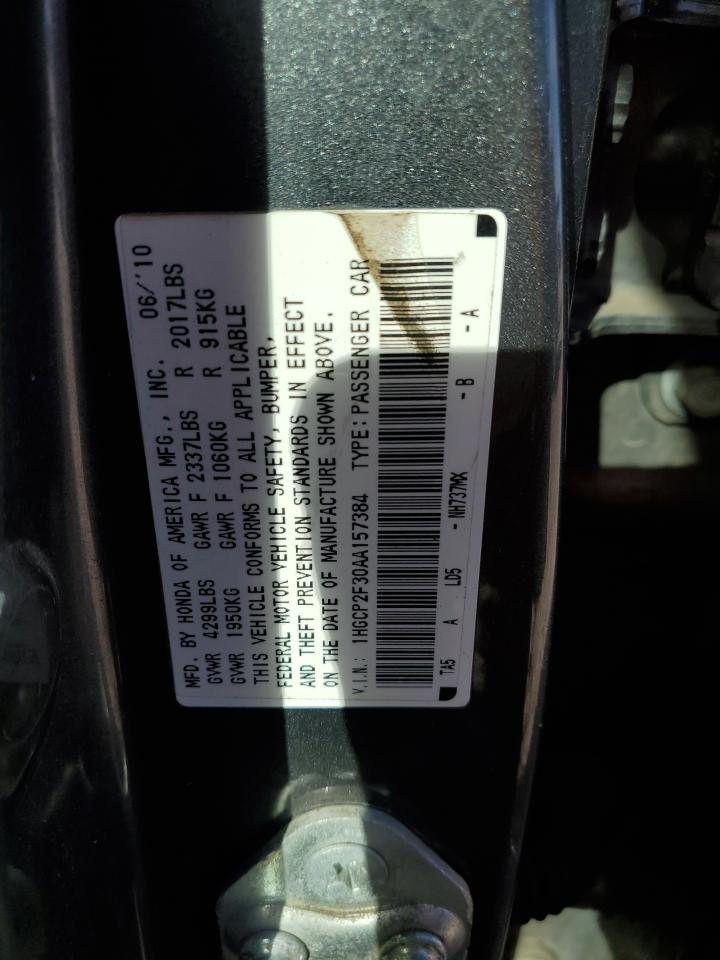 MFD. BY HONDA OF AMERICA MFG., INC. 06/'10
GVWR 4299LBS GAWR F 2337LBS R 2017LBS
GVWR 1950KG GAWR F 1060KG R 915KG
THIS VEHICLE CONFORMS TO ALL APPLICABLE
FEDERAL MOTOR VEHICLE SAFETY, BUMPER,
AND THEFT PREVENTION STANDARDS IN EFFECT
ON THE DATE OF MANUFACTURE SHOWN ABOVE.
V.I.N.: 1HGCP2F30AA157384 TYPE:PASSENGER CAR
TA5 A LD5 - NH737MX - B - A